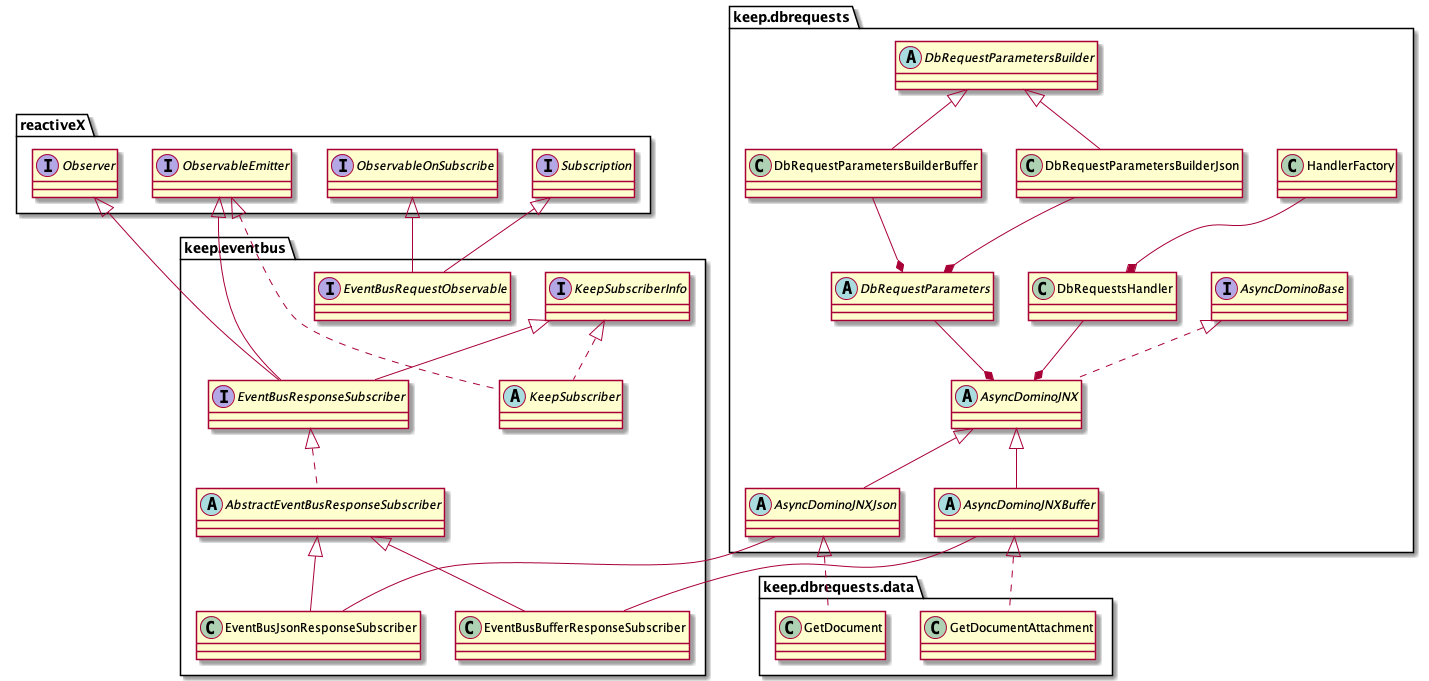 keep.dbrequests
A DbRequestParametersBuilder
reactiveX
I Observer
I ObservableEmitter
I ObservableOnSubscribe
I Subscription
C DbRequestParametersBuilderBuffer
C DbRequestParametersBuilderJson
C HandlerFactory
keep.eventbus
I EventBusRequestObservable
I KeepSubscriberInfo
A DbRequestParameters
C DbRequestsHandler
I AsyncDominoBase
I EventBusResponseSubscriber
A KeepSubscriber
A AsyncDominoJNX
A AbstractEventBusResponseSubscriber
A AsyncDominoJNXJson
A AsyncDominoJNXBuffer
keep.dbrequests.data
C EventBusJsonResponseSubscriber
C EventBusBufferResponseSubscriber
C GetDocument
C GetDocumentAttachment